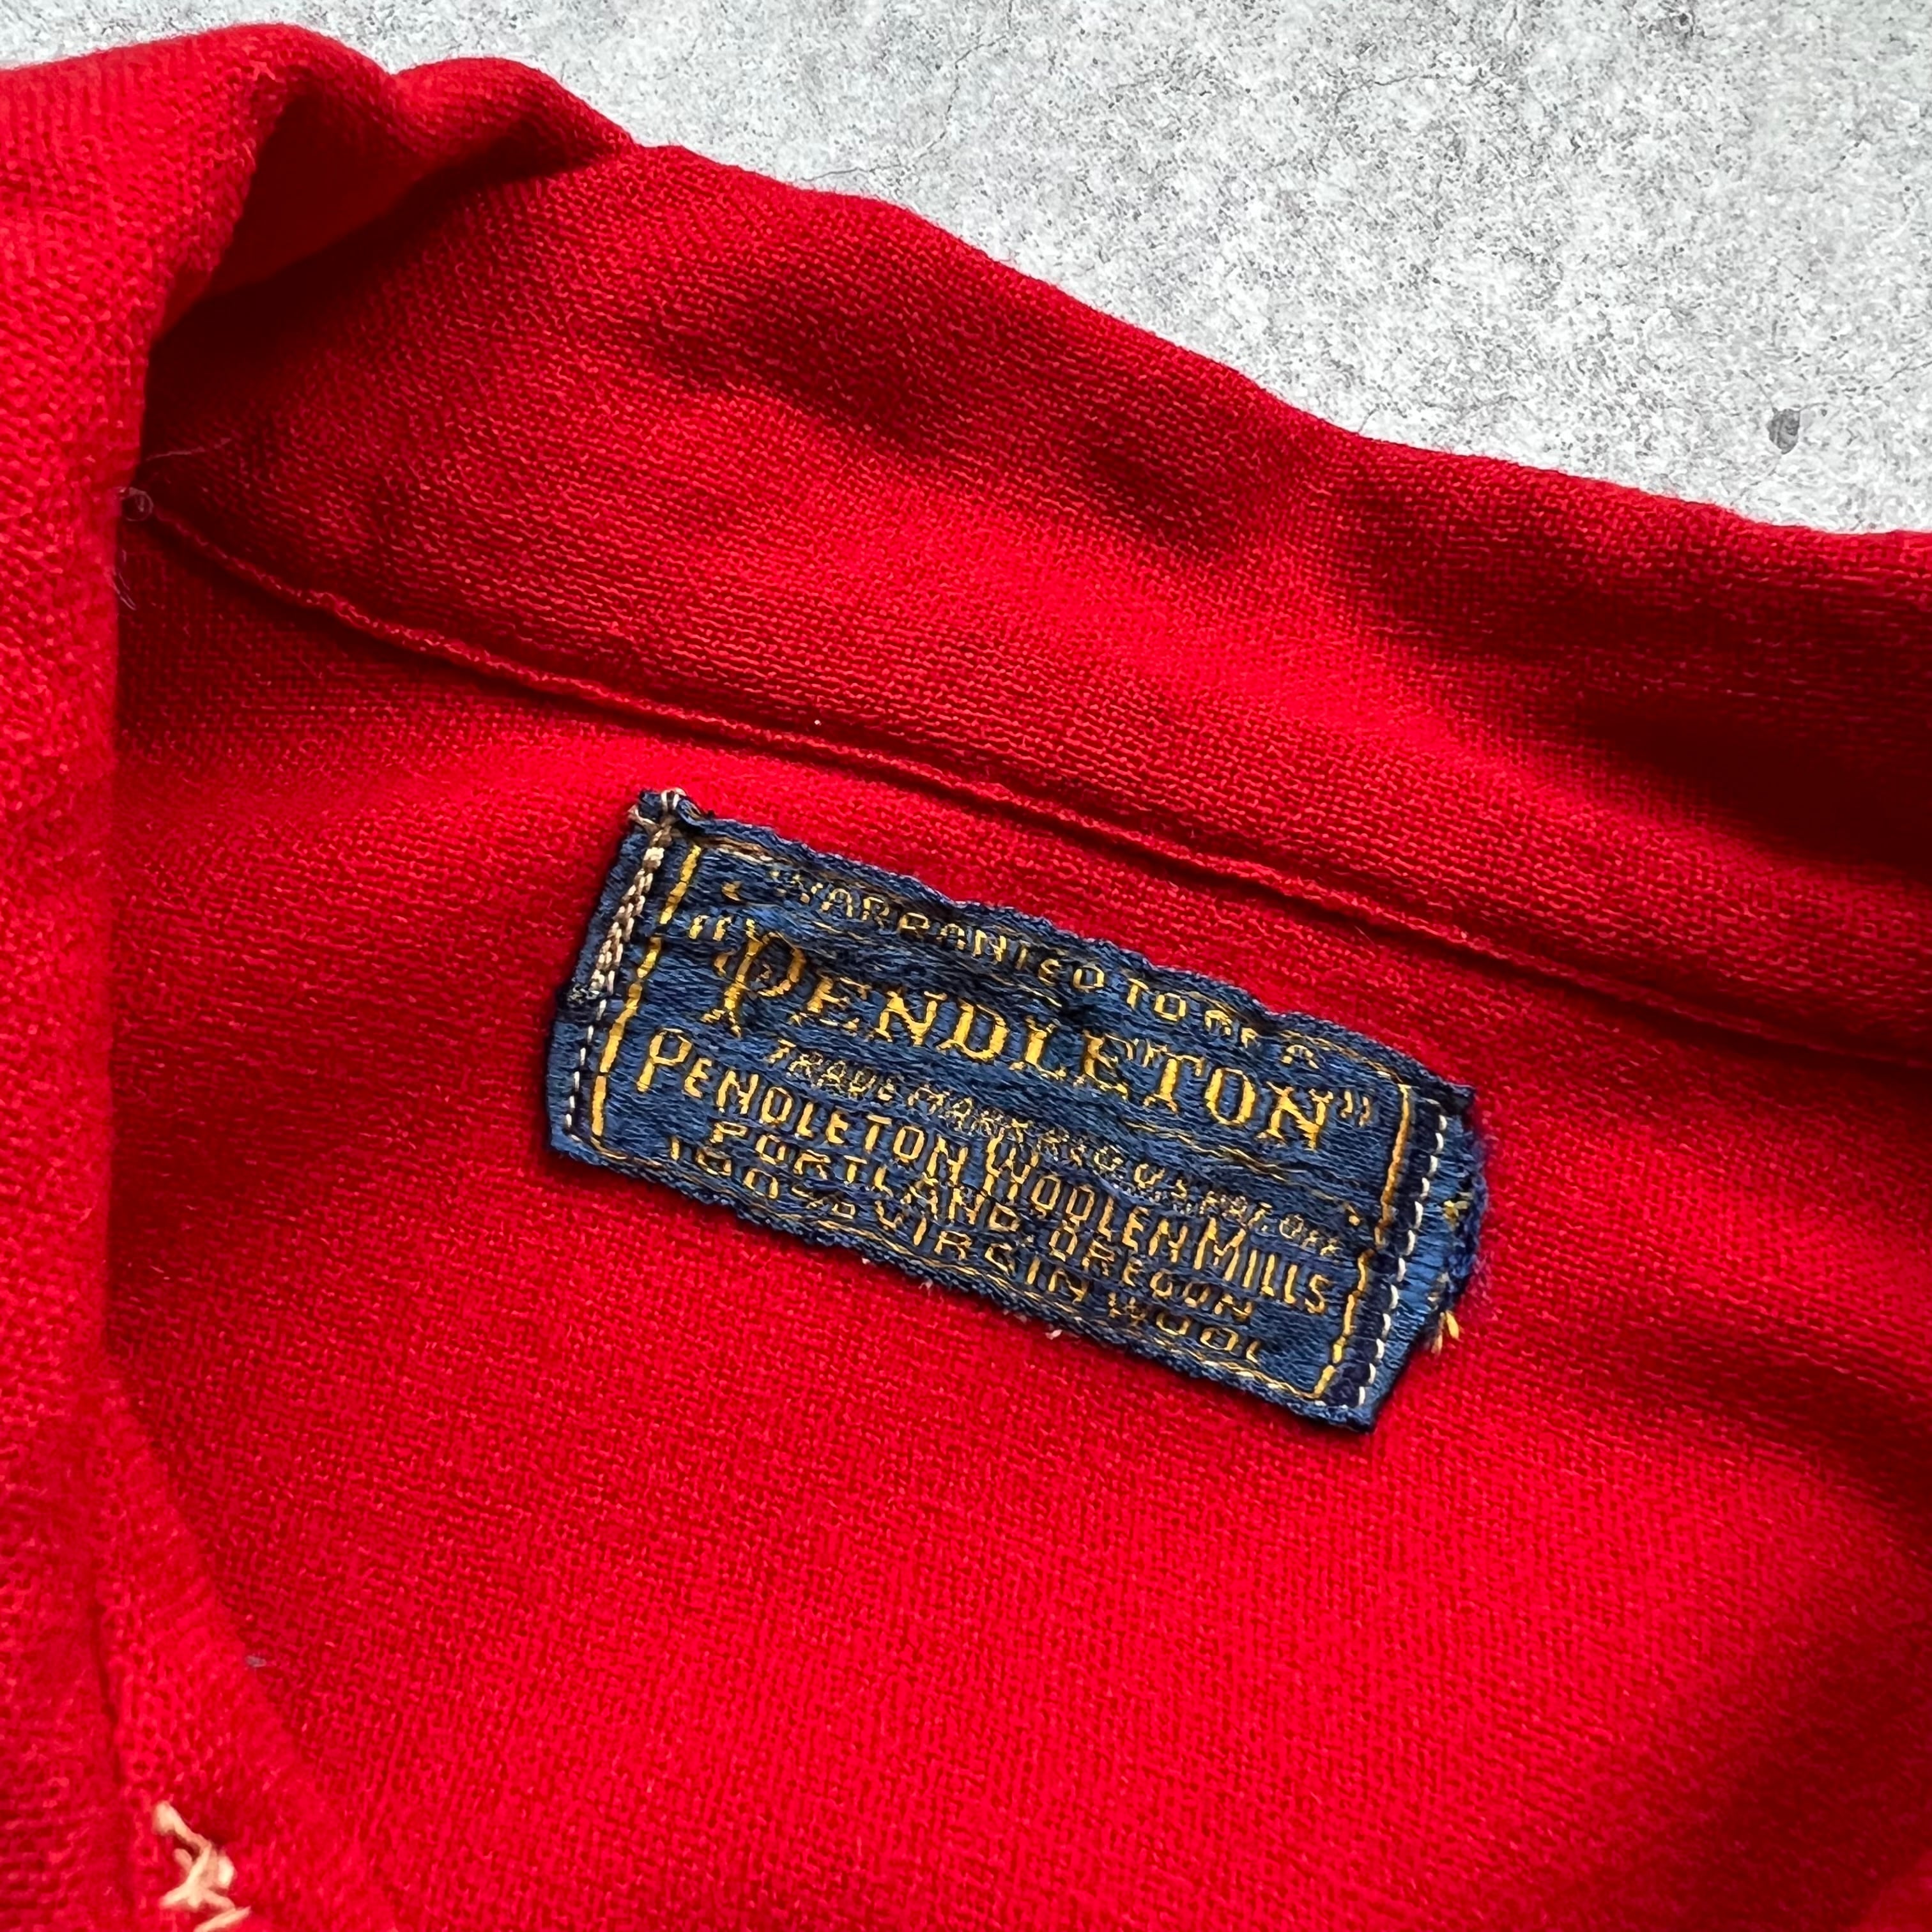 WARRANTED TO BE A
"PENDLETON"
TRADE MARK REG. U.S. PAT. OFF.
PENDLETON WOOLEN MILLS
PORTLAND, OREGON
100% VIRGIN WOOL